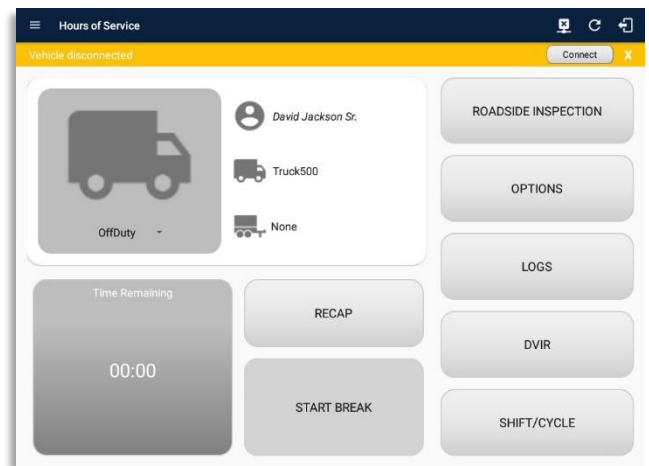 Hours of Service
Vehicle disconnected
Connect X
David Jackson Sr.
Truck500
None
OffDuty
Time Remaining
00:00
RECAP
START BREAK
ROADSIDE INSPECTION
OPTIONS
LOGS
DVIR
SHIFT/CYCLE